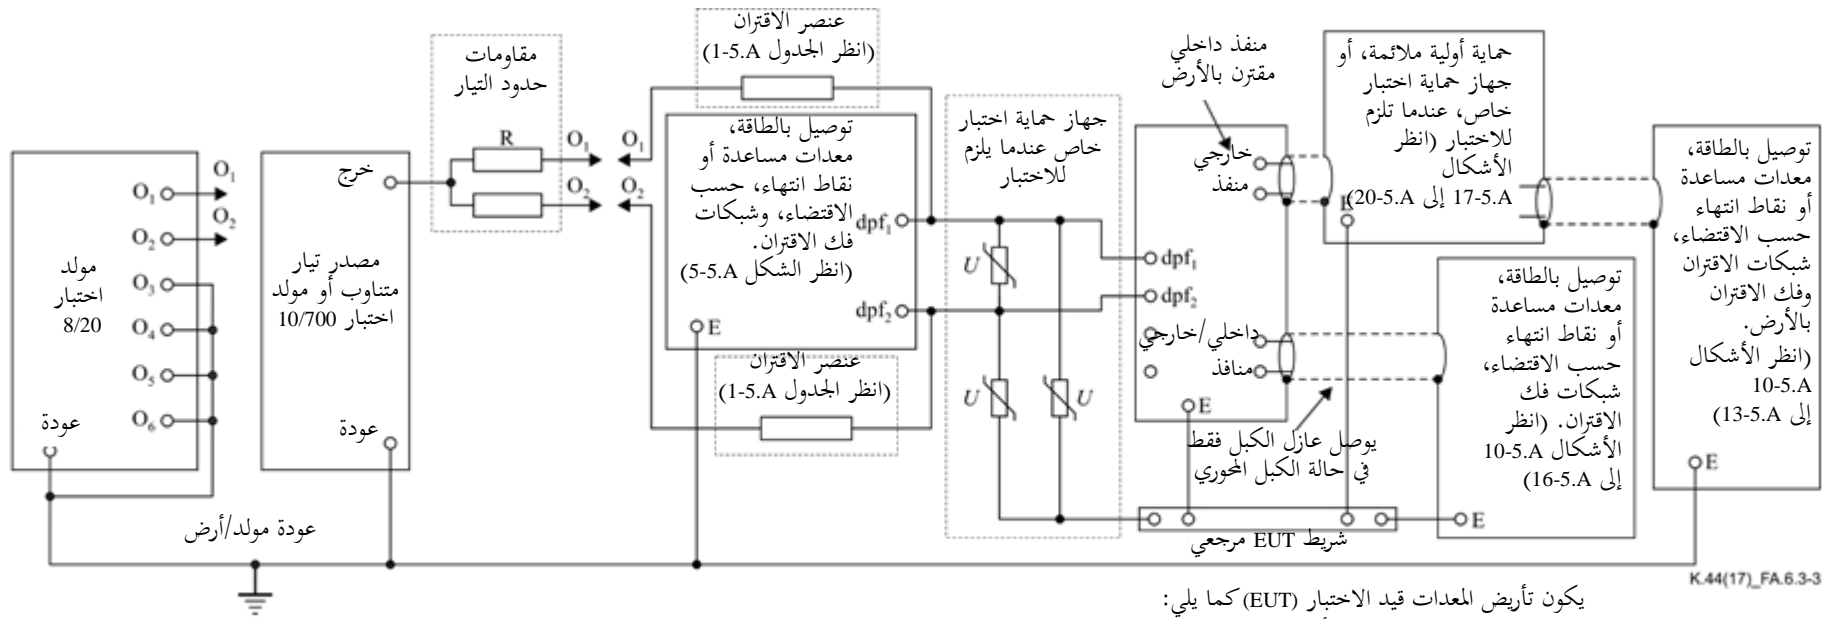 عنصر الاقتران
(انظر الجدول 1-5.A)
مقاومات
حدود التيار
R
O1
O2
O1
O2
منفذ داخلي
مقترن بالأرض
حماية أولية ملائمة، أو
جهاز حماية اختبار
خاص، عندما تلزم
للاختبار (انظر
الأشكال
17-5.A إلى 20-5.A)
E
توصيل بالطاقة،
معدات مساعدة
أو نقاط انتهاء
حسب الاقتضاء،
شبكات الاقتران
وفك الاقتران
بالأرض.
(انظر الأشكال
10-5.A
إلى 13-5.A)
E
توصيل بالطاقة،
معدات مساعدة أو
نقاط انتهاء، حسب
الاقتضاء، وشبكات
فك الاقتران.
(انظر الشكل 5-5.A)
dpf1
dpf2
E
جهاز حماية اختبار
خاص عندما يلزم
للاختبار
U
U
U
خارجي
منفذ
dpf1
dpf2
داخلي/خارجي
منافذ
E
O1
O2
O1
O2
O3
O4
O5
O6
مولد
اختبار
8/20
عودة
خرج
مصدر تيار
متناوب أو مولد
اختبار 10/700
عودة
عنصر الاقتران
(انظر الجدول 1-5.A)
توصيل بالطاقة،
معدات مساعدة
أو نقاط انتهاء
حسب الاقتضاء،
شبكات فك
الاقتران. (انظر
الأشكال 10-5.A
إلى 16-5.A)
E
يوصل عازل الكبل فقط
في حالة الكبل المحوري
شريط EUT مرجعي
عودة مولد/أرض
K.44(17)_FA.6.3-3
يكون تأريض المعدات قيد الاختبار (EUT) كما يلي: